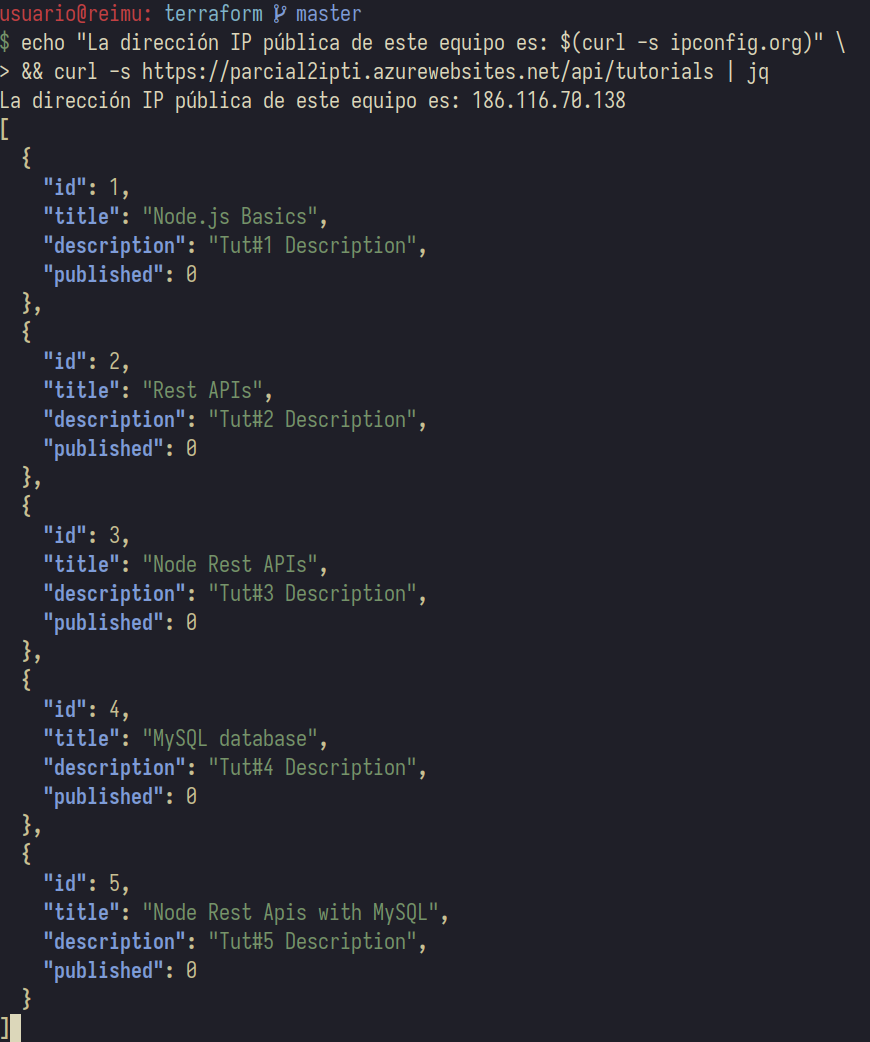 usuario@reimu: terraform master
$ echo "La dirección IP pública de este equipo es: $(curl -s ipconfig.org)" \
> && curl -s https://parcial2ipti.azurewebsites.net/api/tutorials | jq
La dirección IP pública de este equipo es: 186.116.70.138
[
  {
    "id": 1,
    "title": "Node.js Basics",
    "description": "Tut#1 Description",
    "published": 0
  },
  {
    "id": 2,
    "title": "Rest APIs",
    "description": "Tut#2 Description",
    "published": 0
  },
  {
    "id": 3,
    "title": "Node Rest APIs",
    "description": "Tut#3 Description",
    "published": 0
  },
  {
    "id": 4,
    "title": "MySQL database",
    "description": "Tut#4 Description",
    "published": 0
  },
  {
    "id": 5,
    "title": "Node Rest Apis with MySQL",
    "description": "Tut#5 Description",
    "published": 0
  }
]